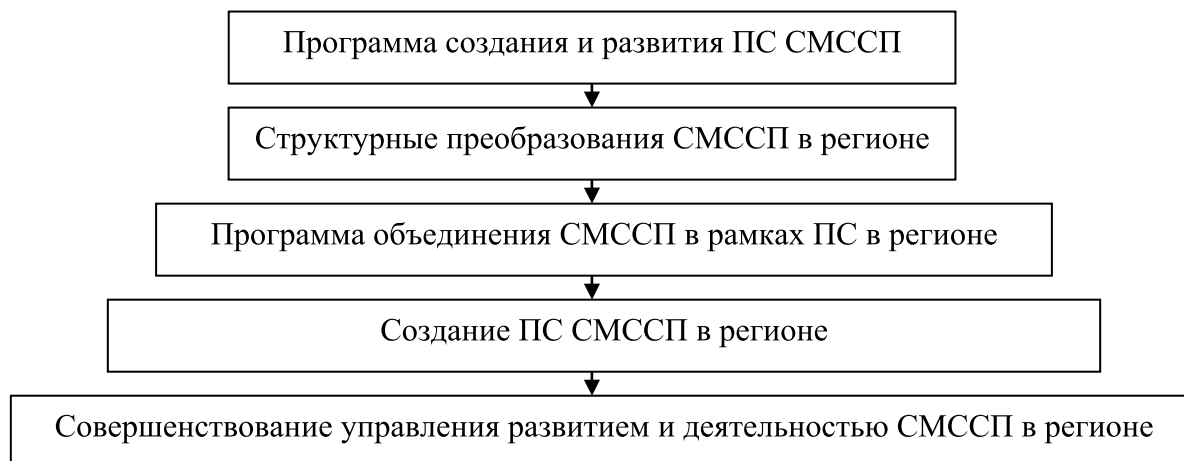 Программа создания и развития ПС СМССП
Структурные преобразования СМССП в регионе
Программа объединения СМССП в рамках ПС в регионе
Создание ПС СМССП в регионе
Совершенствование управления развитием и деятельностью СМССП в регионе